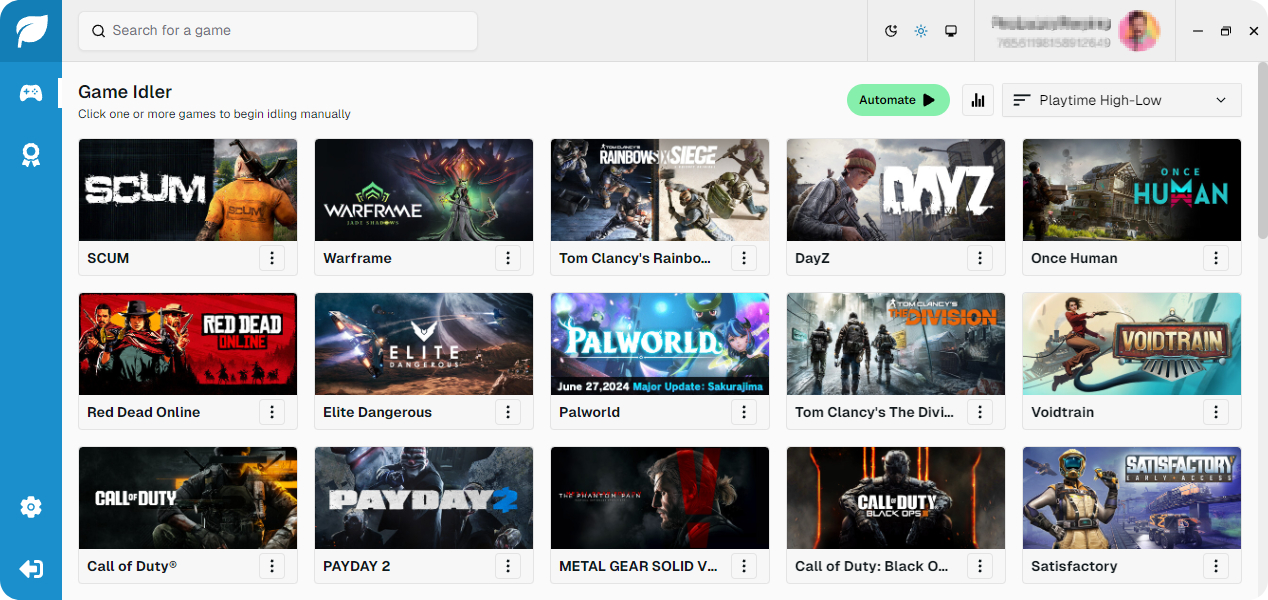 Search for a game
Game Idler
Click one or more games to begin idling manually
Automate
Playtime High-Low
SCUM
SCUM
SCUM
WARFRAME
JADE SHADOWS
Warframe
TOM CLANCY'S
RAINBOW SIX SIEGE
Tom Clancy's Rainbo...
DAYZ
DayZ
ONCE
HUMAN
Once Human
RED DEAD
ONLINE
Red Dead Online
ELITE
DANGEROUS
Elite Dangerous
PALWORLD
June 27,2024 Major Update: Sakurajima
Palworld
TOM CLANCY'S
THE DIVISION
Tom Clancy's The Divi...
VOIDTRAIN
Voidtrain
CALL OF DUTY
Call of Duty®
PAYDAY 2
PAYDAY 2
THE PHANTOM PAIN
METAL GEAR SOLID V...
CALL OF DUTY
BLACK OPS III
Call of Duty: Black O...
SATISFACTORY
EARLY ACCESS
Satisfactory